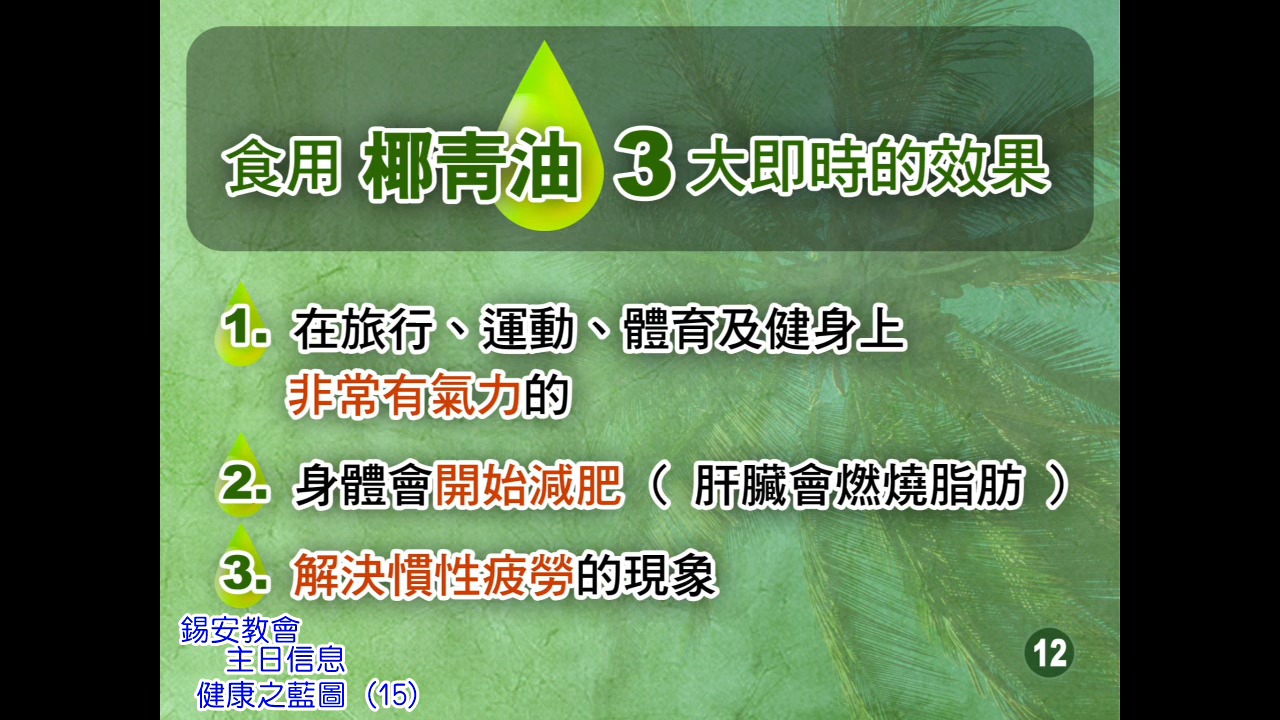 食用 椰青油 3 大即時的效果
1. 在旅行、運動、體育及健身上
非常有氣力的
2. 身體會開始減肥（ 肝臟會燃燒脂肪 ）
3. 解決慣性疲勞的現象
錫安教會
主日信息
健康之藍圖 (15)
12